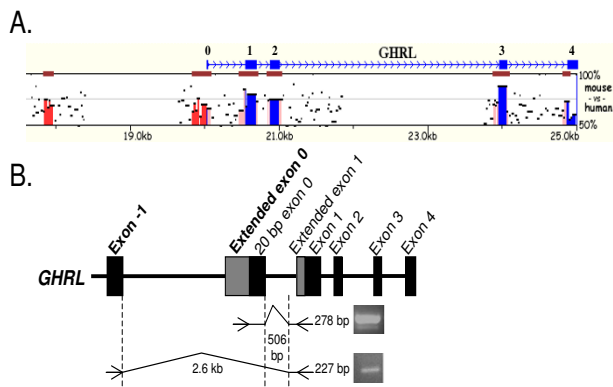 A.
0 1 2 GHRL 3 4
100%
mouse
- vs -
human
50%
19.0kb 21.0kb 23.0kb 25.0kb
B.
Exon -1
Extended exon 0
20 bp exon 0
Extended exon 1
Exon 1
Exon 2
Exon 3
Exon 4
GHRL
278 bp
506
bp
2.6 kb
227 bp